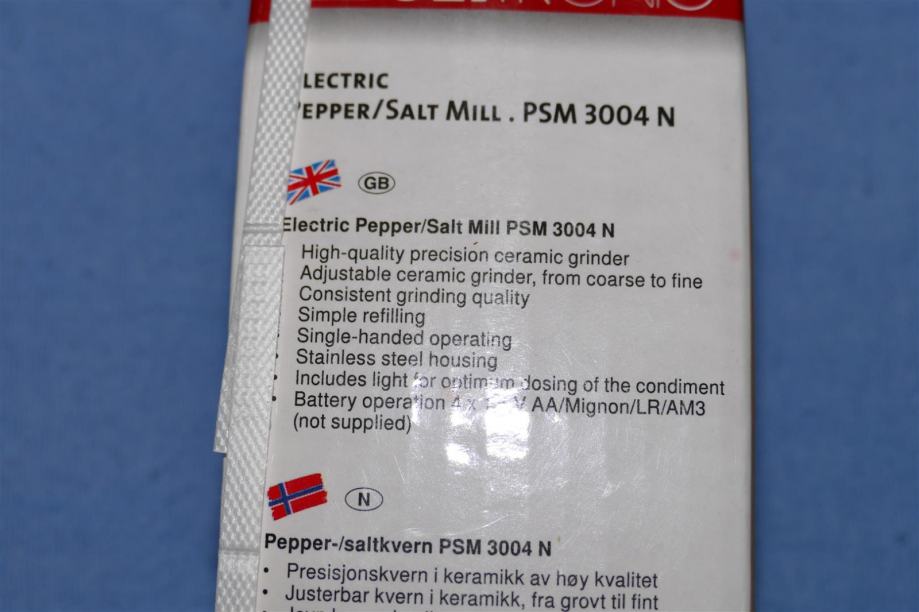 LECTRIC
EPPER/SALT MILL . PSM 3004 N
GB
Electric Pepper/Salt Mill PSM 3004 N
High-quality precision ceramic grinder
Adjustable ceramic grinder, from coarse to fine
Consistent grinding quality
Simple refilling
• Single-handed operating
• Stainless steel housing
• Includes light for optimum dosing of the condiment
• Battery operation 4 x V AA/Mignon/LR/AM3
(not supplied)
N
Pepper-/saltkvern PSM 3004 N
• Presisjonskvern i keramikk av høy kvalitet
• Justerbar kvern i keramikk, fra grovt til fint